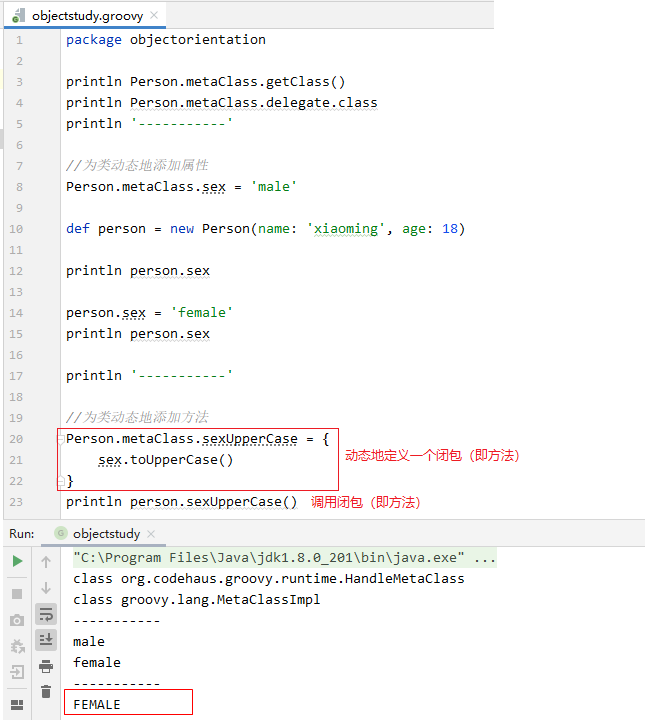 objectstudy.groovy
1 package objectorientation
2
3 println Person.metaClass.getClass()
4 println Person.metaClass.delegate.class
5 println '-----------'
6
7 //为类动态地添加属性
8 Person.metaClass.sex = 'male'
9
10 def person = new Person(name: 'xiaoming', age: 18)
11
12 println person.sex
13
14 person.sex = 'female'
15 println person.sex
16
17 println '-----------'
18
19 //为类动态地添加方法
20 Person.metaClass.sexUpperCase = {
21 sex.toUpperCase() 动态地定义一个闭包（即方法）
22 }
23 println person.sexUpperCase() 调用闭包（即方法）
Run: objectstudy
"C:\Program Files\Java\jdk1.8.0_201\bin\java.exe" ...
class org.codehaus.groovy.runtime.HandleMetaClass
class groovy.lang.MetaClassImpl
-----------
male
female
-----------
FEMALE